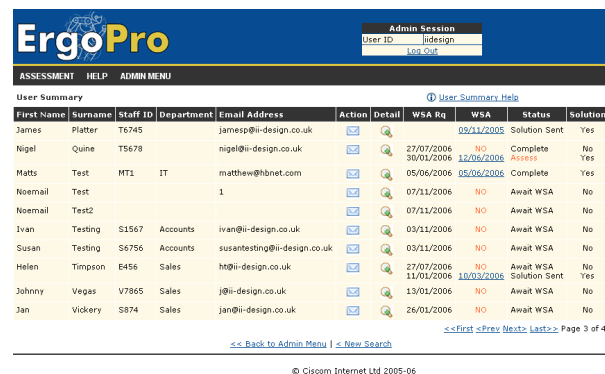 ErgoPro
Admin Session
User ID jidesign
Log Out
ASSESSMENT HELP ADMIN MENU
User Summary User Summary Help
First Name Surname Staff ID Department Email Address Action Detail WSA Rq WSA Status Solution
James Platter T6745 jamesp@ii-design.co.uk 09/11/2005 Solution Sent Yes
Nigel Quine T5678 nigel@ii-design.co.uk 27/07/2006 NO Complete No
30/01/2006 12/06/2006 Assess Yes
Matts Test MT1 IT matthew@hbnet.com 05/06/2006 05/06/2006 Complete Yes
Noemail Test 1 07/11/2006 NO Await WSA No
Noemail Test2 07/11/2006 NO Await WSA No
Ivan Testing S1567 Accounts ivan@ii-design.co.uk 03/11/2006 NO Await WSA No
Susan Testing S6756 Accounts susantesting@ii-design.co.uk 03/11/2006 NO Await WSA No
Helen Timpson E456 Sales ht@ii-design.co.uk 27/07/2006 NO Await WSA No
11/01/2006 10/03/2006 Solution Sent Yes
Johnny Vegas V7865 Sales j@ii-design.co.uk 13/01/2006 NO Await WSA No
Jan Vickery S874 Sales jan@ii-design.co.uk 26/01/2006 NO Await WSA No
<<First <Prev Next> Last>> Page 3 of 4
<< Back to Admin Menu | < New Search
© Ciscom Internet Ltd 2005-06